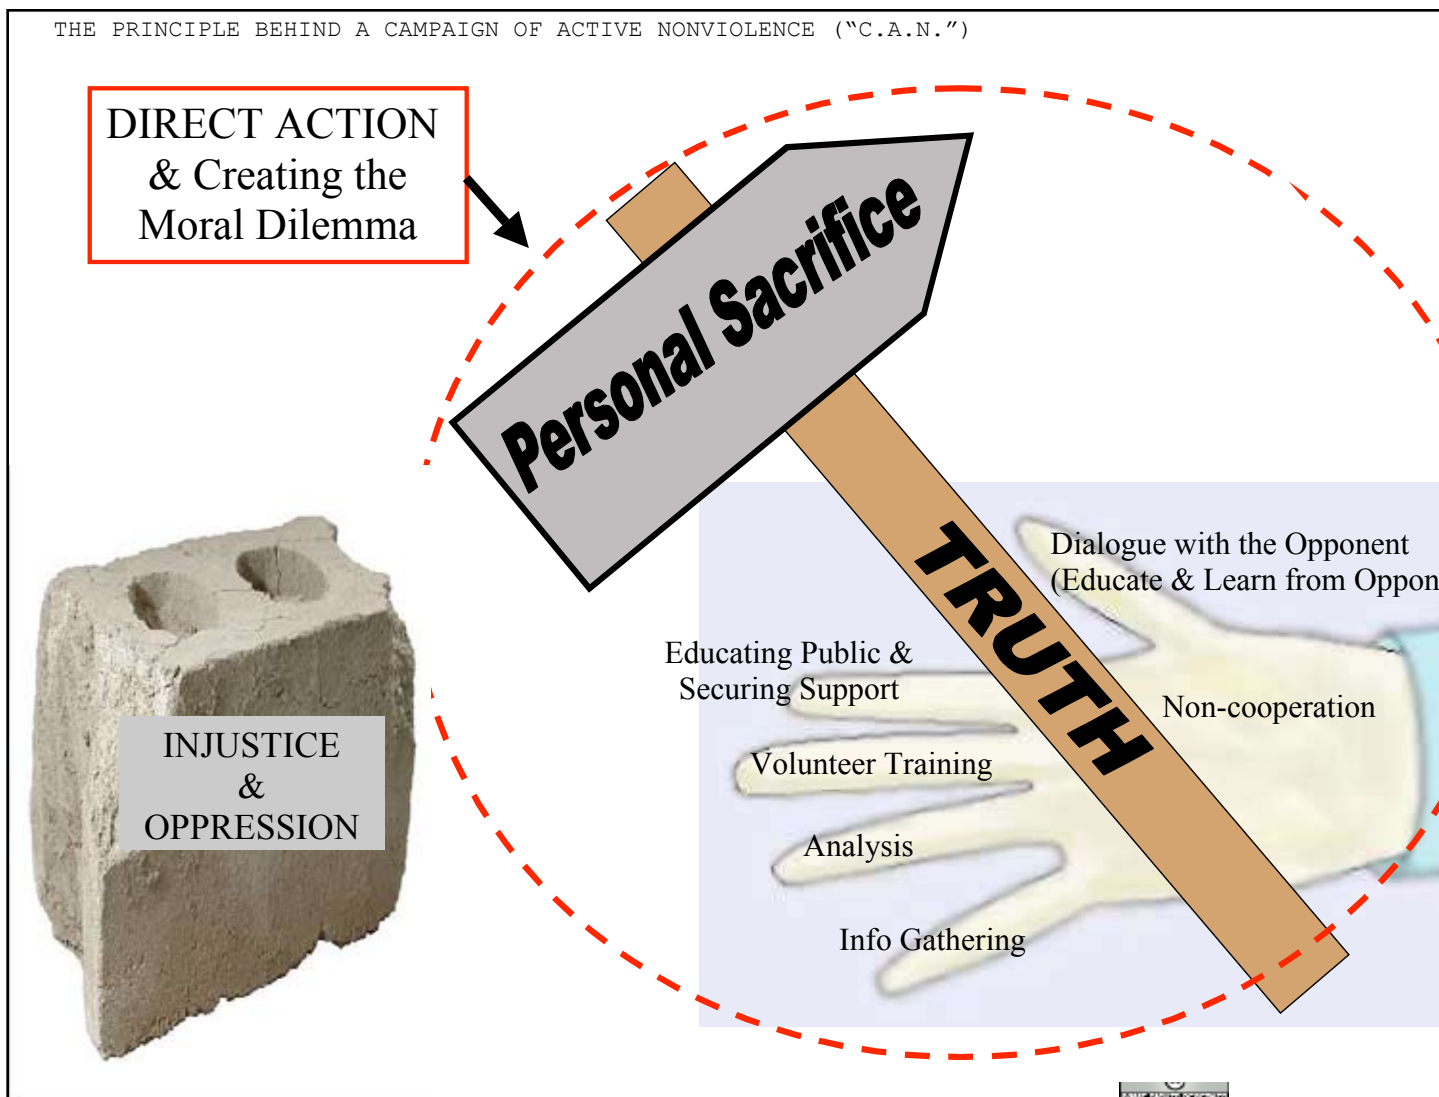 THE PRINCIPLE BEHIND A CAMPAIGN OF ACTIVE NONVIOLENCE (“C.A.N.”)
DIRECT ACTION
& Creating the
Moral Dilemma
Personal Sacrifice
TRUTH
Dialogue with the Opponent
(Educate & Learn from Oppon
Educating Public &
Securing Support
Non-cooperation
Volunteer Training
Analysis
Info Gathering
INJUSTICE
&
OPPRESSION